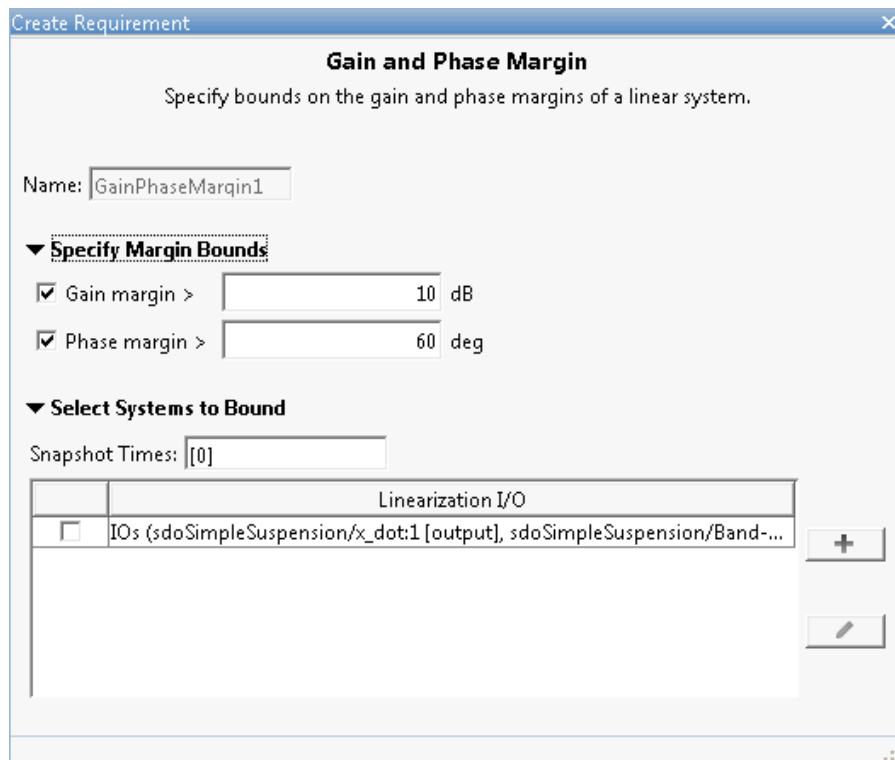 Create Requirement
Gain and Phase Margin
Specify bounds on the gain and phase margins of a linear system.
Name: GainPhaseMargin1
Specify Margin Bounds
Gain margin > 10 dB
Phase margin > 60 deg
Select Systems to Bound
Snapshot Times: [0]
Linearization I/O
IOs (sdoSimpleSuspension/x_dot:1 [output], sdoSimpleSuspension/Band-...